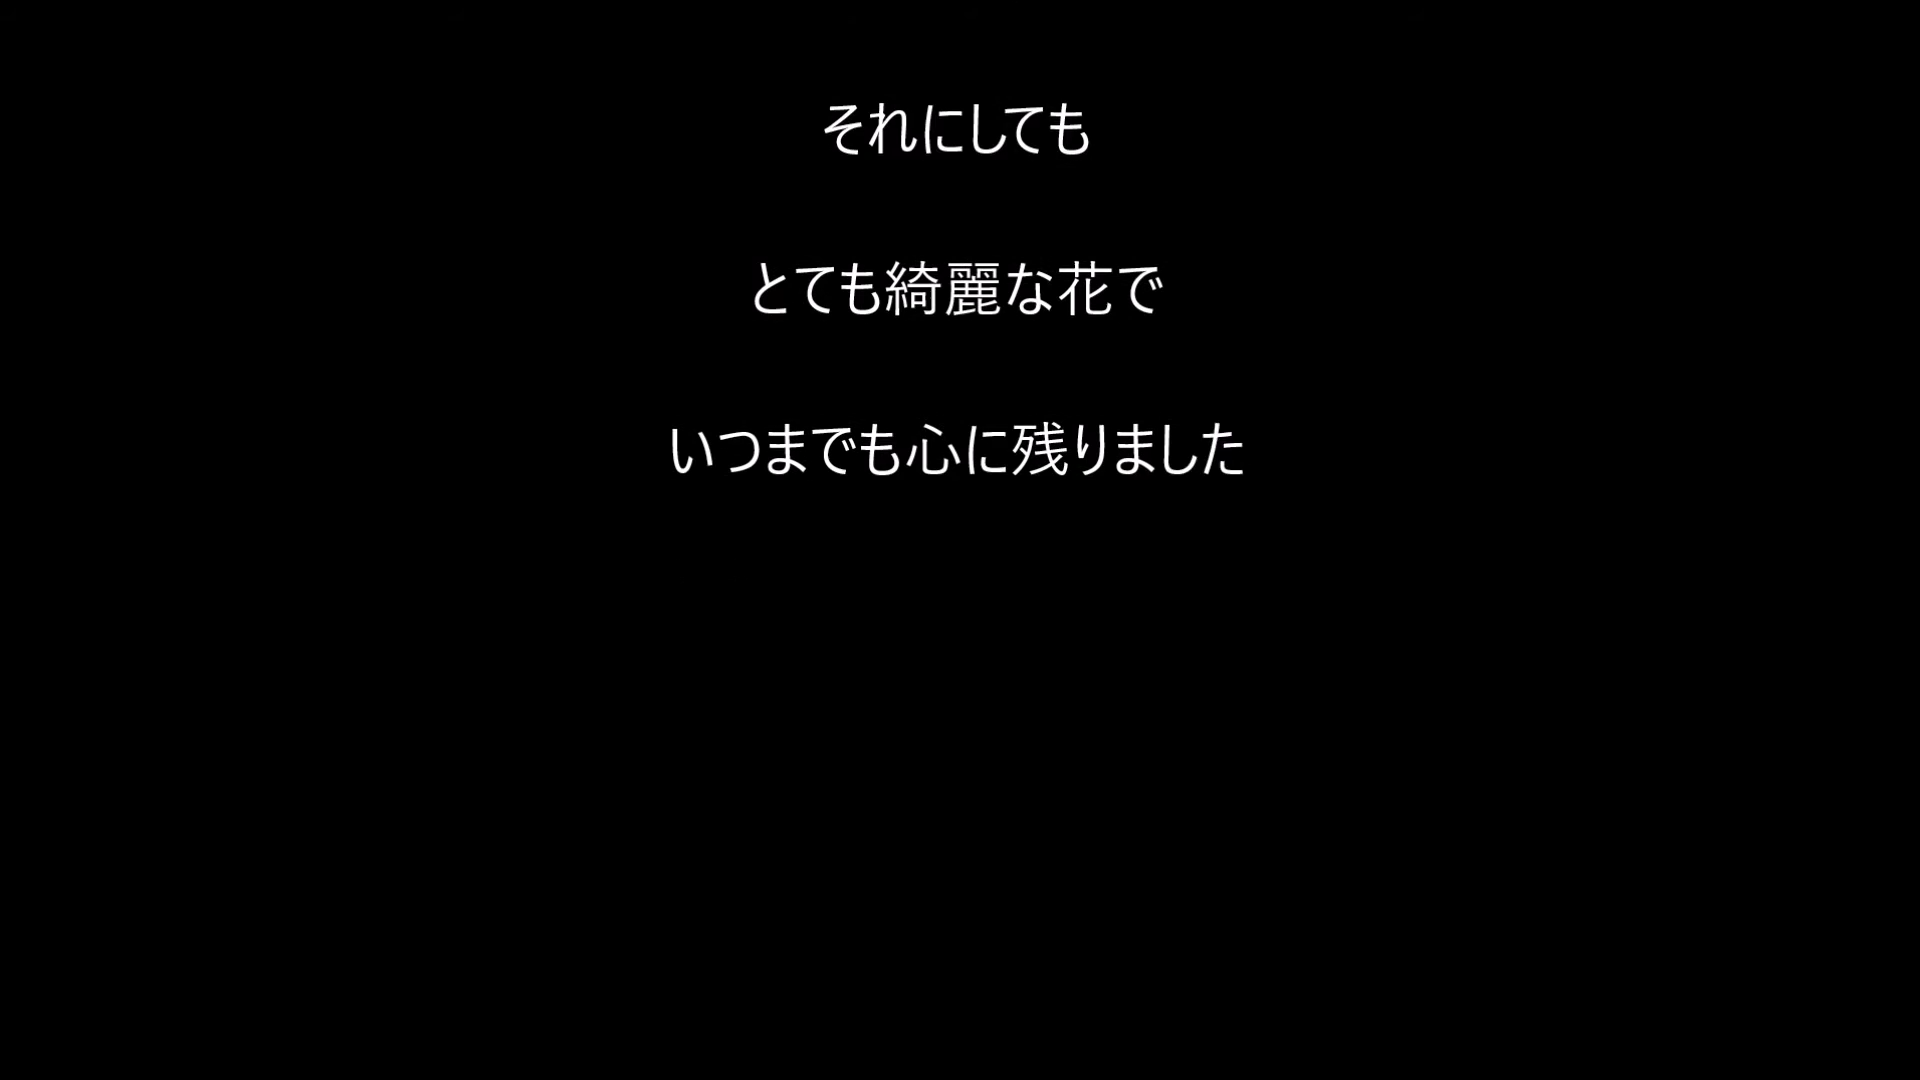 それにしても
とても綺麗な花で
いつまでも心に残りました